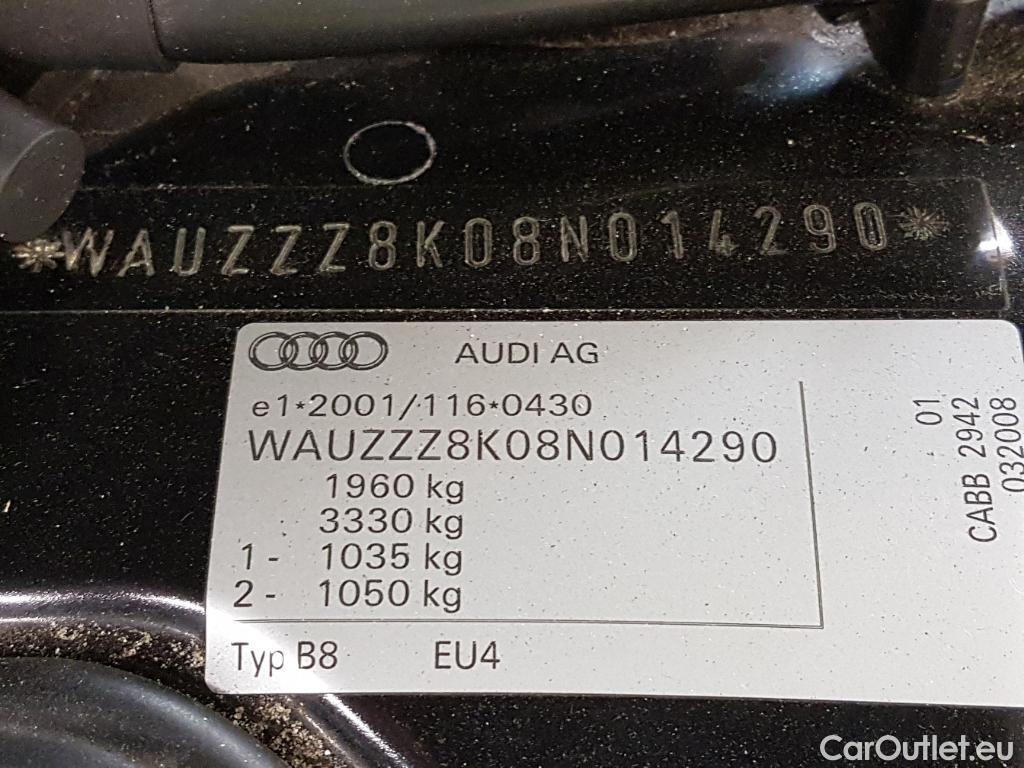 *WAUZZZ8K08N014290*
AUDI AG
e1*2001/116*0430
WAUZZZ8K08N014290
1960 kg
3330 kg
1 - 1035 kg
2 - 1050 kg
Typ B8 EU4
01
CABB 2942
032008
CarOutlet.eu